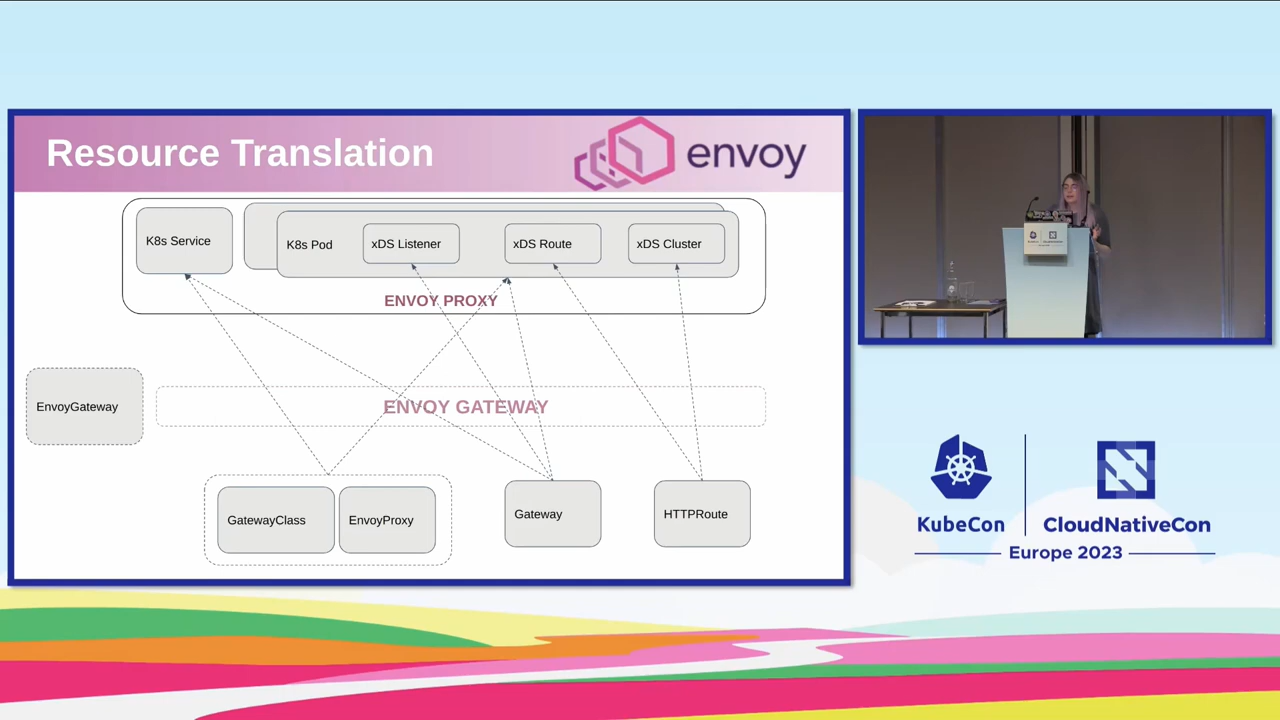 Resource Translation
envoy
K8s Service
K8s Pod
xDS Listener
xDS Route
xDS Cluster
ENVOY PROXY
EnvoyGateway
ENVOY GATEWAY
GatewayClass
EnvoyProxy
Gateway
HTTPRoute
KubeCon
CloudNativeCon
Europe 2023